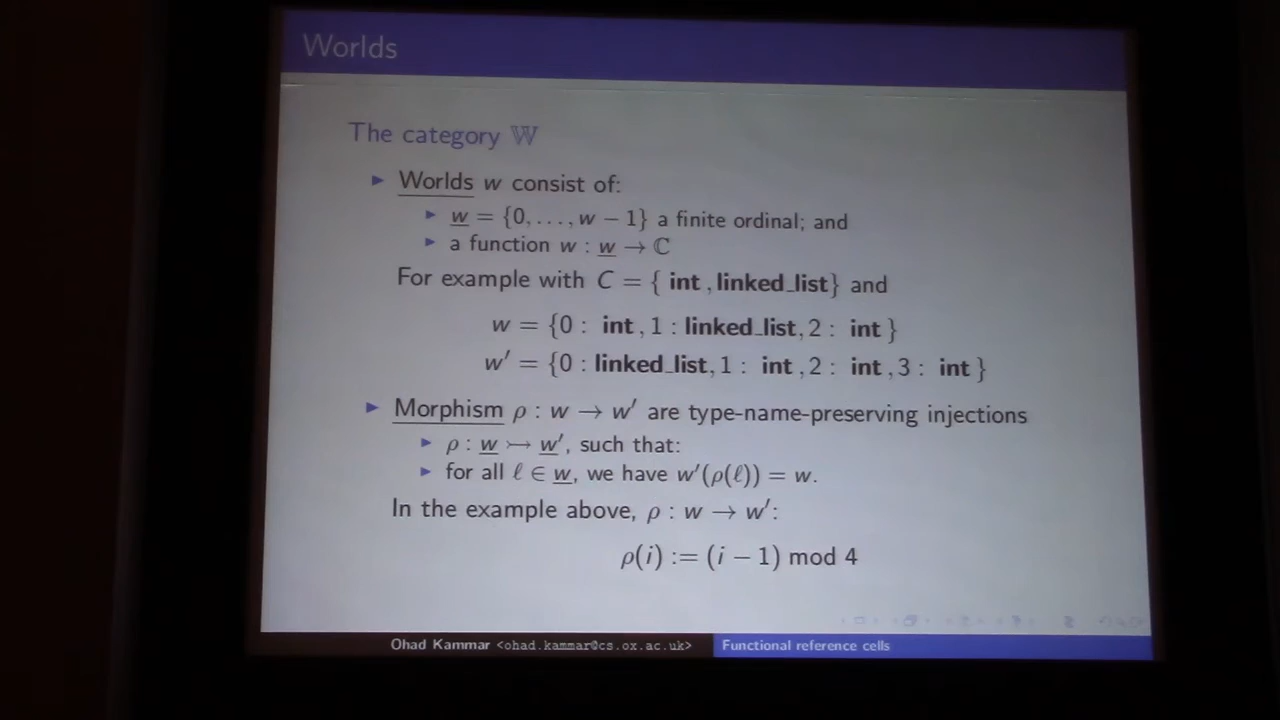 Worlds
The category 𝕎
▶ Worlds w consist of:
▶ w = {0, . . . , w − 1} a finite ordinal; and
▶ a function w : w → ℂ
For example with C = { int , linked_list} and
w = {0 : int , 1 : linked_list, 2 : int }
w′ = {0 : linked_list, 1 : int , 2 : int , 3 : int }
▶ Morphism ρ : w → w′ are type-name-preserving injections
▶ ρ : w ↣ w′, such that:
▶ for all ℓ ∈ w, we have w′(ρ(ℓ)) = w.
In the example above, ρ : w → w′:
ρ(i) := (i − 1) mod 4
Ohad Kammar <ohad.kammar@cs.ox.ac.uk> Functional reference cells